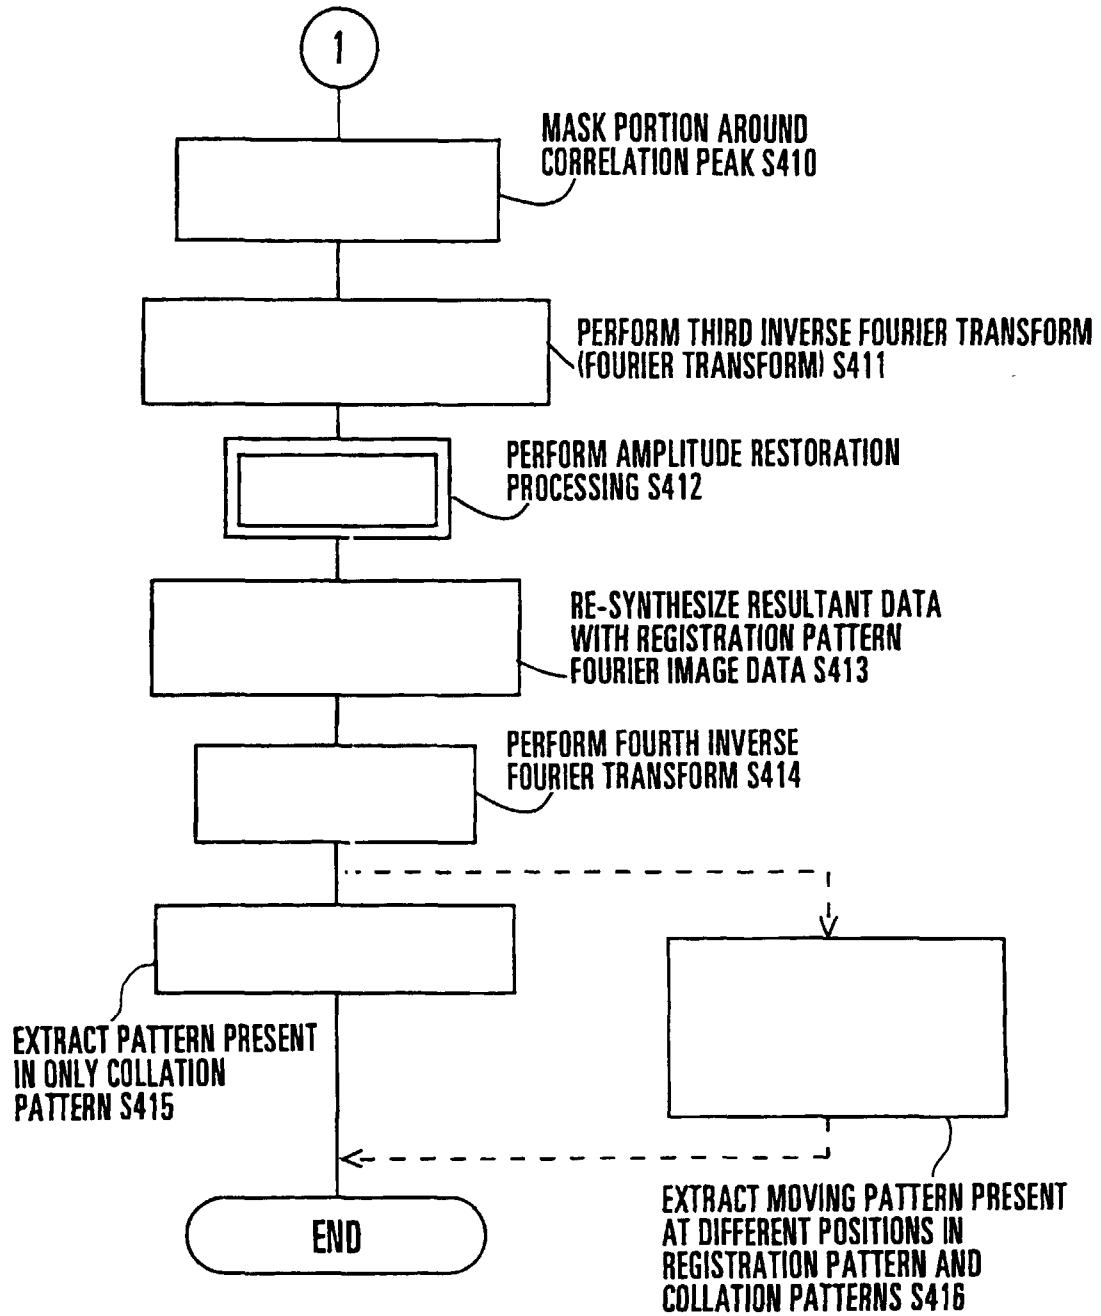 1
MASK PORTION AROUND
CORRELATION PEAK S410
PERFORM THIRD INVERSE FOURIER TRANSFORM
(FOURIER TRANSFORM) S411
PERFORM AMPLITUDE RESTORATION
PROCESSING S412
RE-SYNTHESIZE RESULTANT DATA
WITH REGISTRATION PATTERN
FOURIER IMAGE DATA S413
PERFORM FOURTH INVERSE
FOURIER TRANSFORM S414
EXTRACT PATTERN PRESENT
IN ONLY COLLATION
PATTERN S415
EXTRACT MOVING PATTERN PRESENT
AT DIFFERENT POSITIONS IN
REGISTRATION PATTERN AND
COLLATION PATTERNS S416
END